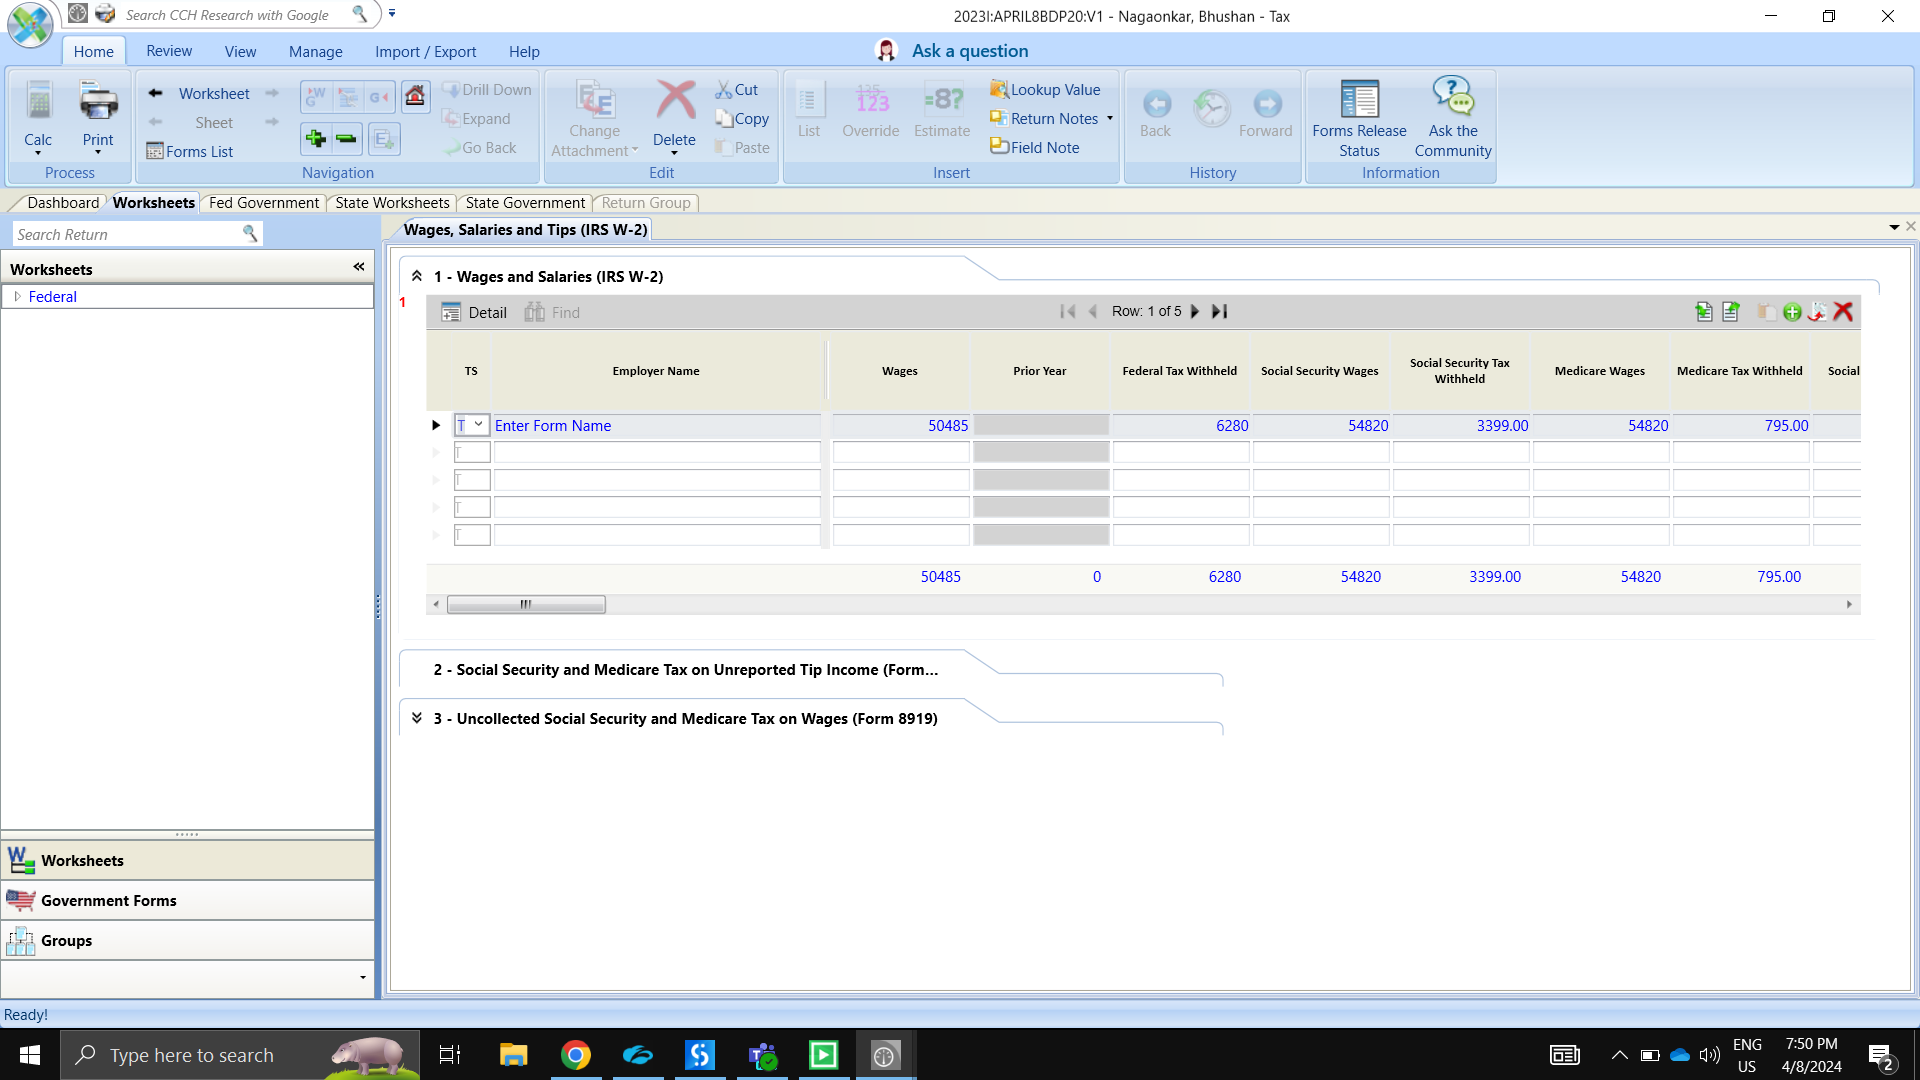 Search CCH Research with Google
2023I:APRIL8BDP20:V1 - Nagaonkar, Bhushan - Tax
Home Review View Manage Import / Export Help Ask a question
Calc Print Process
Worksheet
Sheet
Forms List
Navigation
Drill Down
Expand
Go Back
Change Attachment
Delete
Cut
Copy
Paste
Edit
List
Override
Estimate
Lookup Value
Return Notes
Field Note
Insert
Back
Forward
History
Forms Release Status
Ask the Community
Information
Dashboard Worksheets Fed Government State Worksheets State Government Return Group
Search Return
Worksheets
Federal
Worksheets
Government Forms
Groups
Wages, Salaries and Tips (IRS W-2)
1 - Wages and Salaries (IRS W-2)
1
Detail Find Row: 1 of 5
TS Employer Name Wages Prior Year Federal Tax Withheld Social Security Wages Social Security Tax Withheld Medicare Wages Medicare Tax Withheld Social
T Enter Form Name 50485 6280 54820 3399.00 54820 795.00
T
T
T
T
50485 0 6280 54820 3399.00 54820 795.00
2 - Social Security and Medicare Tax on Unreported Tip Income (Form...
3 - Uncollected Social Security and Medicare Tax on Wages (Form 8919)
Ready!
Type here to search
ENG
US
7:50 PM
4/8/2024
2